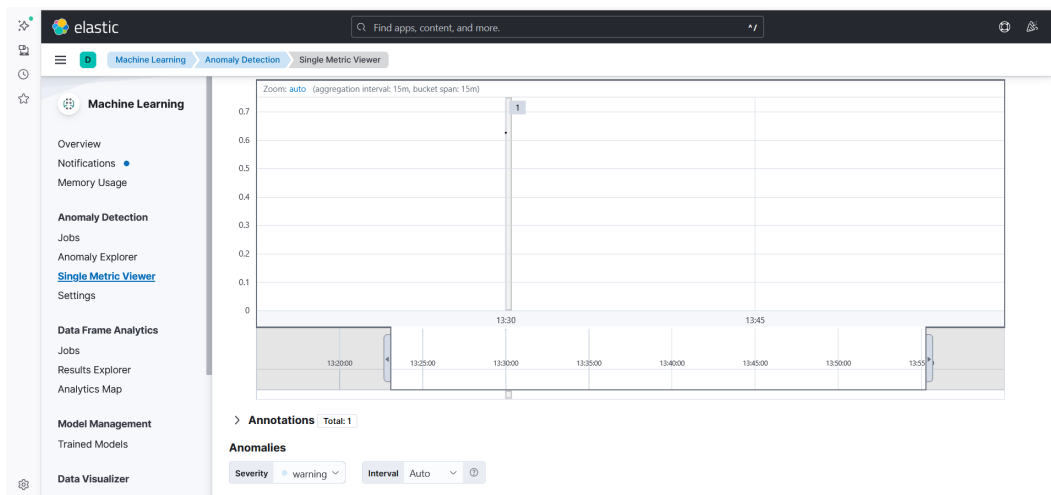 elastic
Find apps, content, and more.
^/
D
Machine Learning
Anomaly Detection
Single Metric Viewer
Machine Learning
Overview
Notifications
Memory Usage
Anomaly Detection
Jobs
Anomaly Explorer
Single Metric Viewer
Settings
Data Frame Analytics
Jobs
Results Explorer
Analytics Map
Model Management
Trained Models
Data Visualizer
Zoom: auto (aggregation interval: 15m, bucket span: 15m)
1
0.7
0.6
0.5
0.4
0.3
0.2
0.1
0
13:30 13:45
13:20:00 13:25:00 13:30:00 13:35:00 13:40:00 13:45:00 13:50:00 13:55
Annotations Total: 1
Anomalies
Severity warning Interval Auto